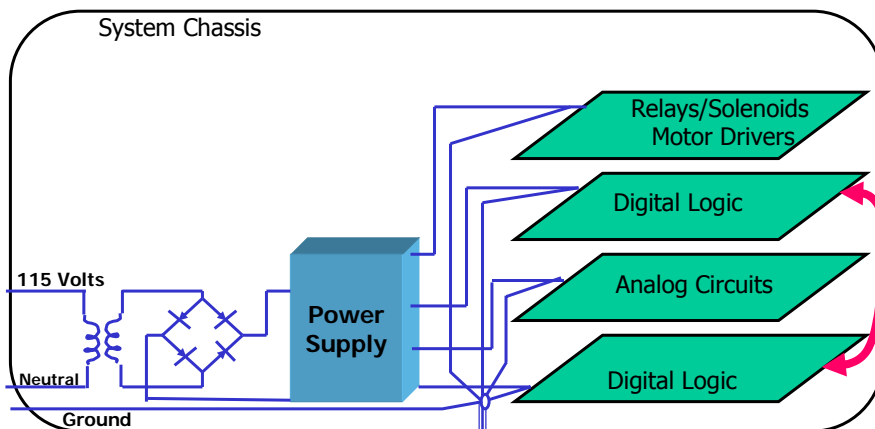 System Chassis
Relays/Solenoids
Motor Drivers
Digital Logic
115 Volts
Analog Circuits
Power
Supply
Neutral
Digital Logic
Ground